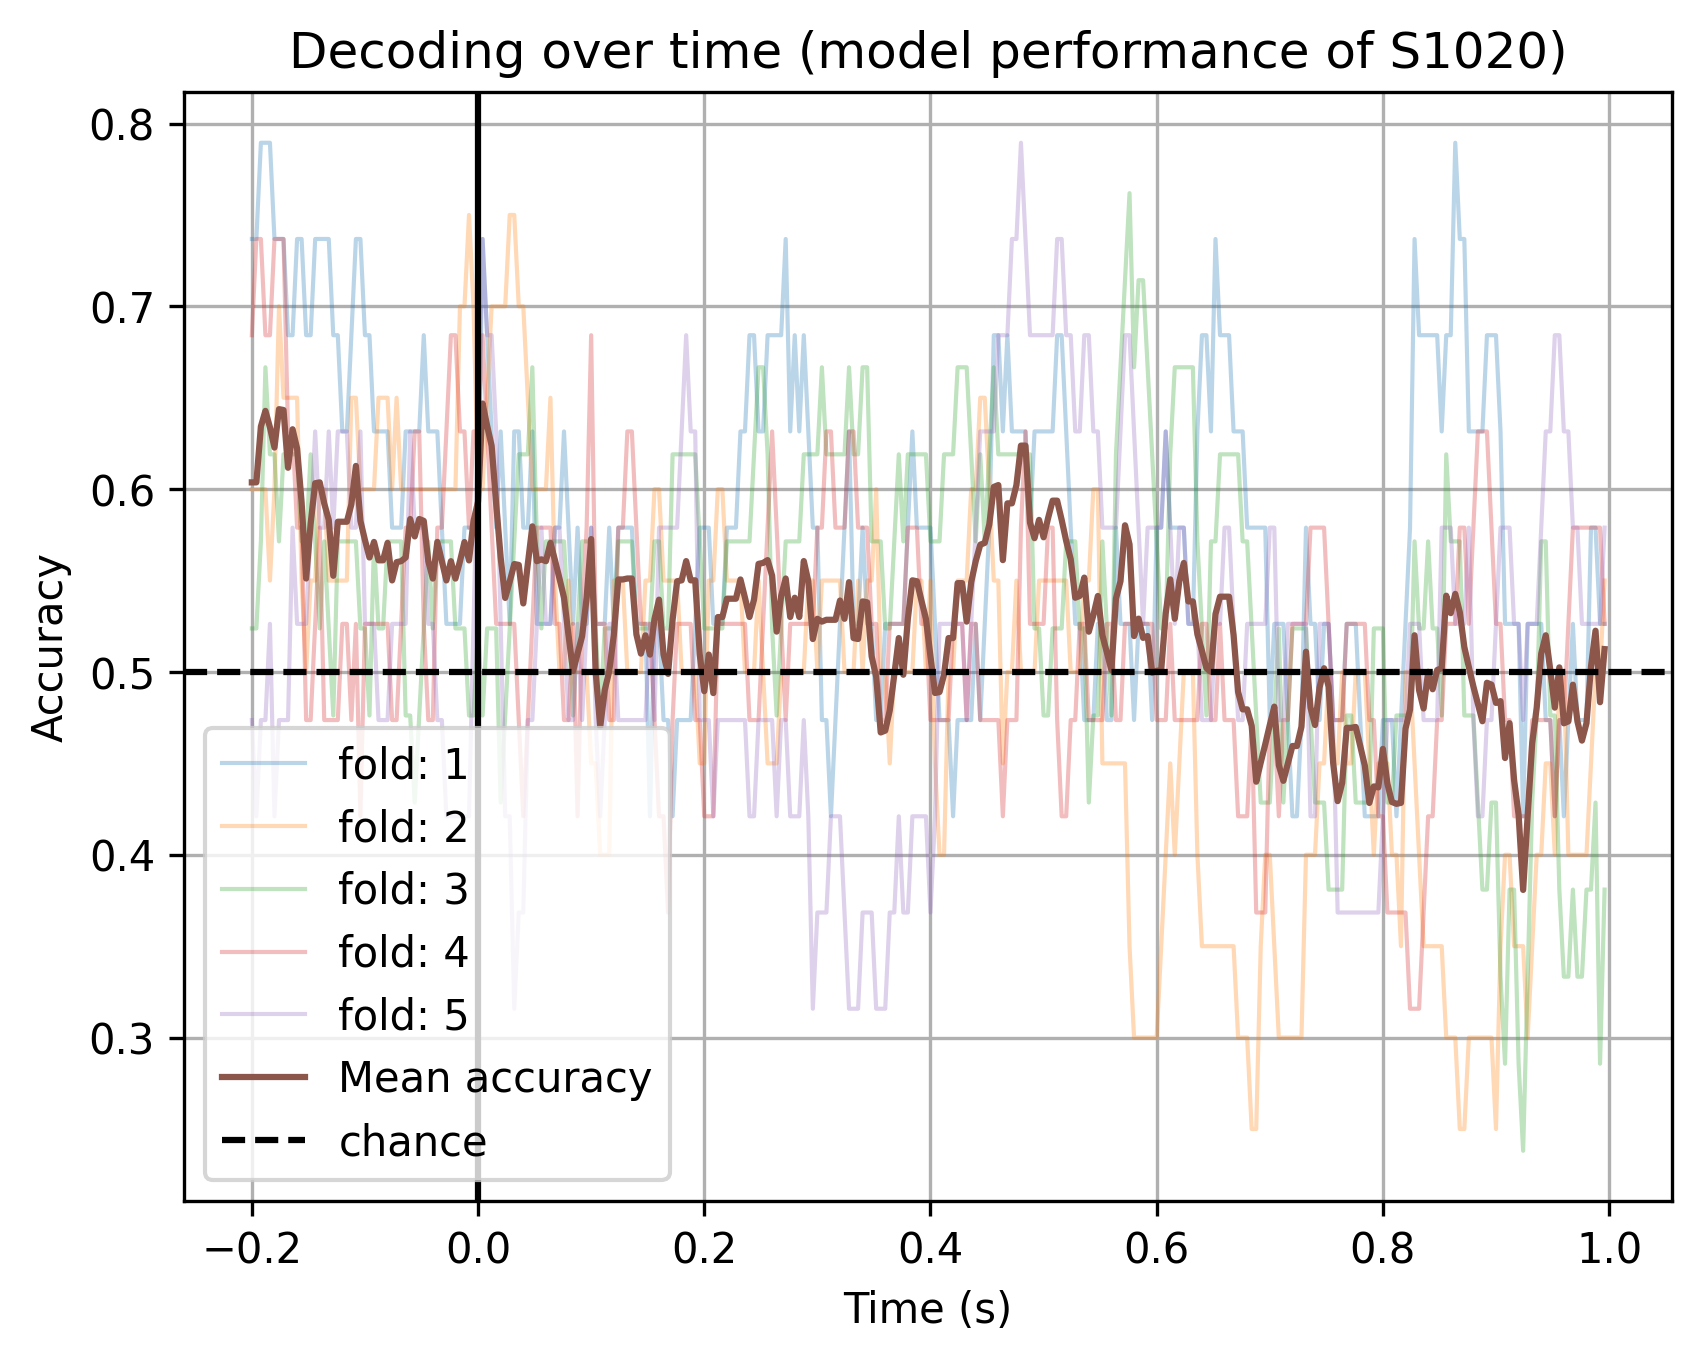 Decoding over time (model performance of S1020)
Accuracy
0.8
0.7
0.6
0.5
0.4
0.3
fold: 1
fold: 2
fold: 3
fold: 4
fold: 5
Mean accuracy
chance
−0.2 0.0 0.2 0.4 0.6 0.8 1.0
Time (s)